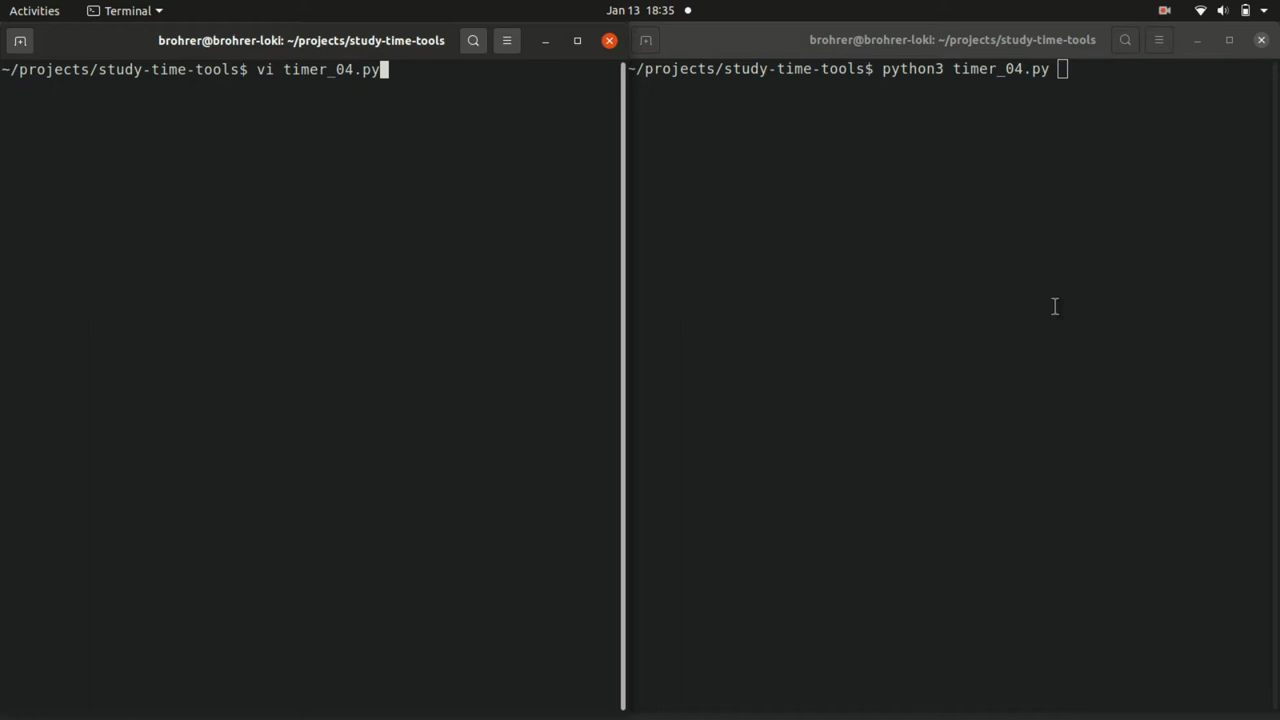 Activities
Terminal
Jan 13 18:35
brohrer@brohrer-loki: ~/projects/study-time-tools
brohrer@brohrer-loki: ~/projects/study-time-tools
~/projects/study-time-tools$ vi timer_04.py
~/projects/study-time-tools$ python3 timer_04.py